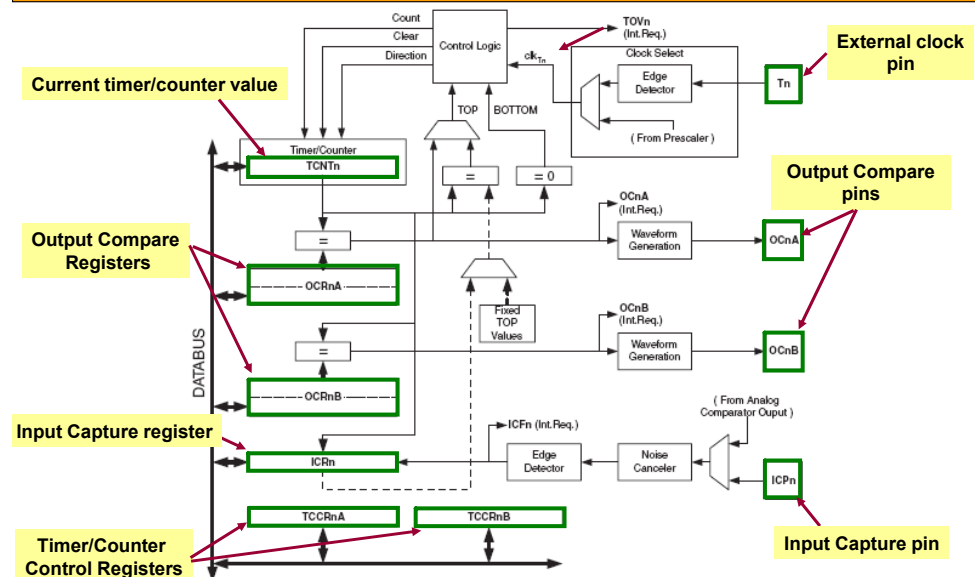 Count
Clear
Direction
Control Logic
TOVn
(Int.Req.)
clkTn
Clock Select
Edge
Detector
Tn
( From Prescaler )
External clock
pin
Current timer/counter value
TOP
BOTTOM
Timer/Counter
TCNTn
=
= 0
Output Compare
pins
OCnA
(Int.Req.)
=
Waveform
Generation
OCnA
Output Compare
Registers
OCRnA
Fixed
TOP
Values
OCnB
(Int.Req.)
=
Waveform
Generation
OCnB
DATABUS
OCRnB
( From Analog
Comparator Ouput )
Input Capture register
ICFn (Int.Req.)
ICRn
Edge
Detector
Noise
Canceler
ICPn
TCCRnA
TCCRnB
Timer/Counter
Control Registers
Input Capture pin